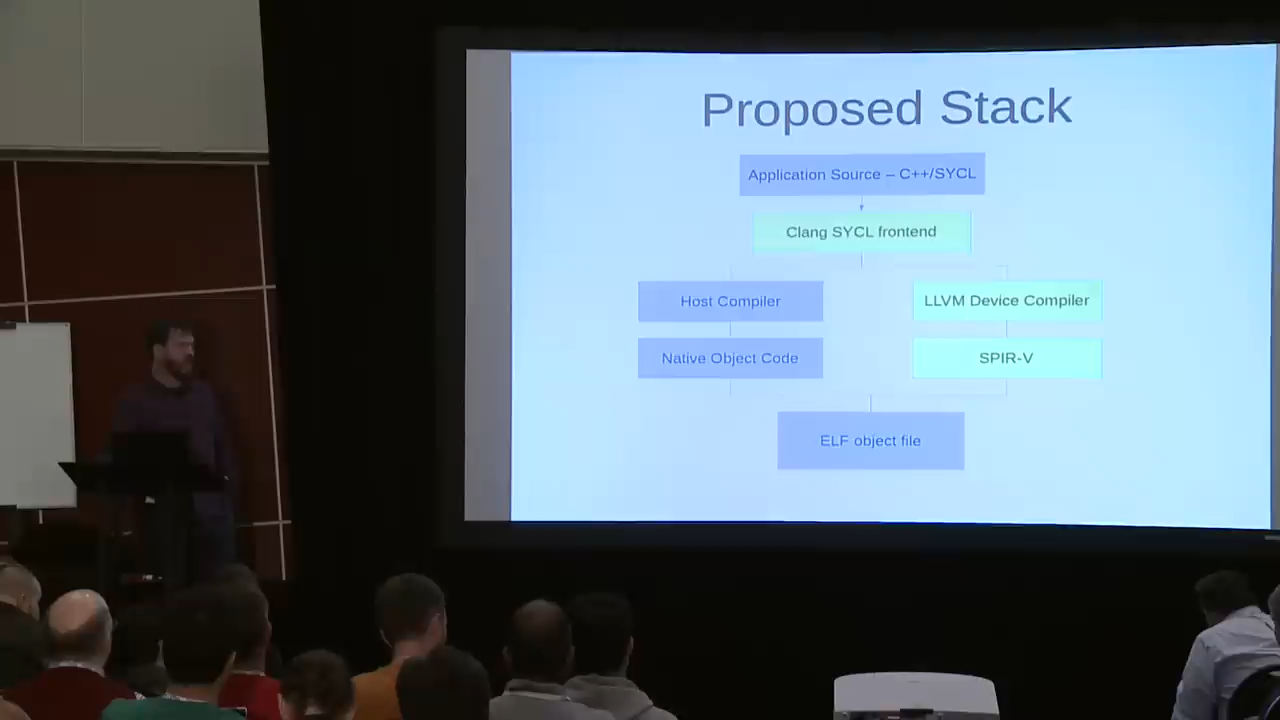 Proposed Stack
Application Source – C++/SYCL
Clang SYCL frontend
Host Compiler
LLVM Device Compiler
Native Object Code
SPIR-V
ELF object file